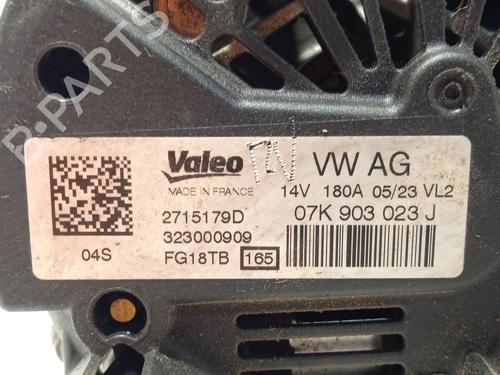 B-PARTS
Valeo
MADE IN FRANCE
2715179D
323000909
FG18TB 165
04S
VW AG
14V 180A 05/23 VL2
07K 903 023 J